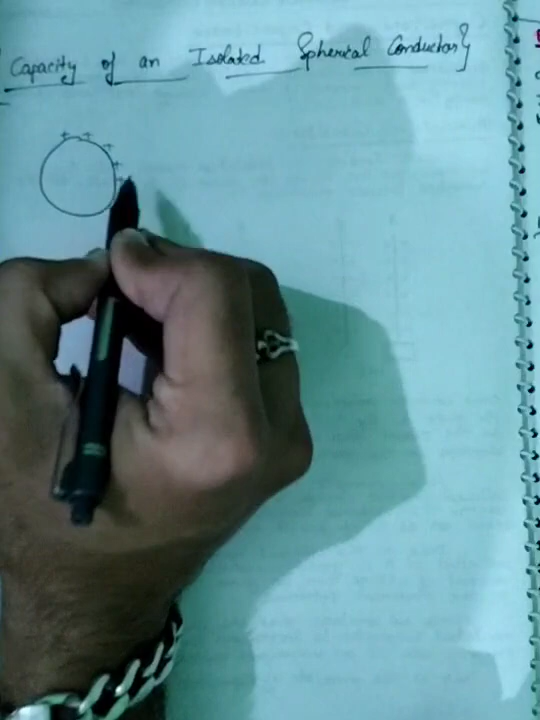 Capacity of an Isolated Spherical Conductor}
+ + + + +